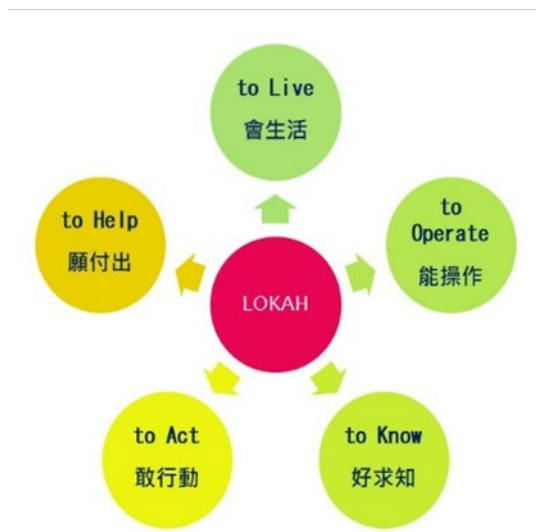 to Live
會生活
to Help
願付出
to
Operate
能操作
LOKAH
to Act
敢行動
to Know
好求知